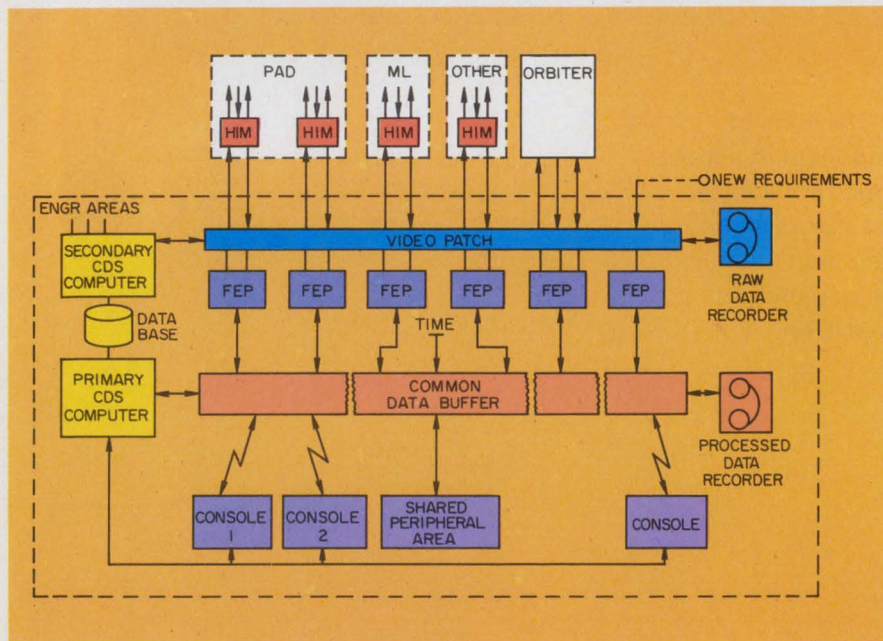 PAD
ML
OTHER
ORBITER
HIM
HIM
HIM
HIM
NEW REQUIREMENTS
ENGR AREAS
SECONDARY
CDS
COMPUTER
VIDEO PATCH
RAW
DATA
RECORDER
FEP
FEP
FEP
FEP
FEP
FEP
DATA
BASE
TIME
PRIMARY
CDS
COMPUTER
COMMON
DATA BUFFER
PROCESSED
DATA
RECORDER
CONSOLE
1
CONSOLE
2
SHARED
PERIPHERAL
AREA
CONSOLE